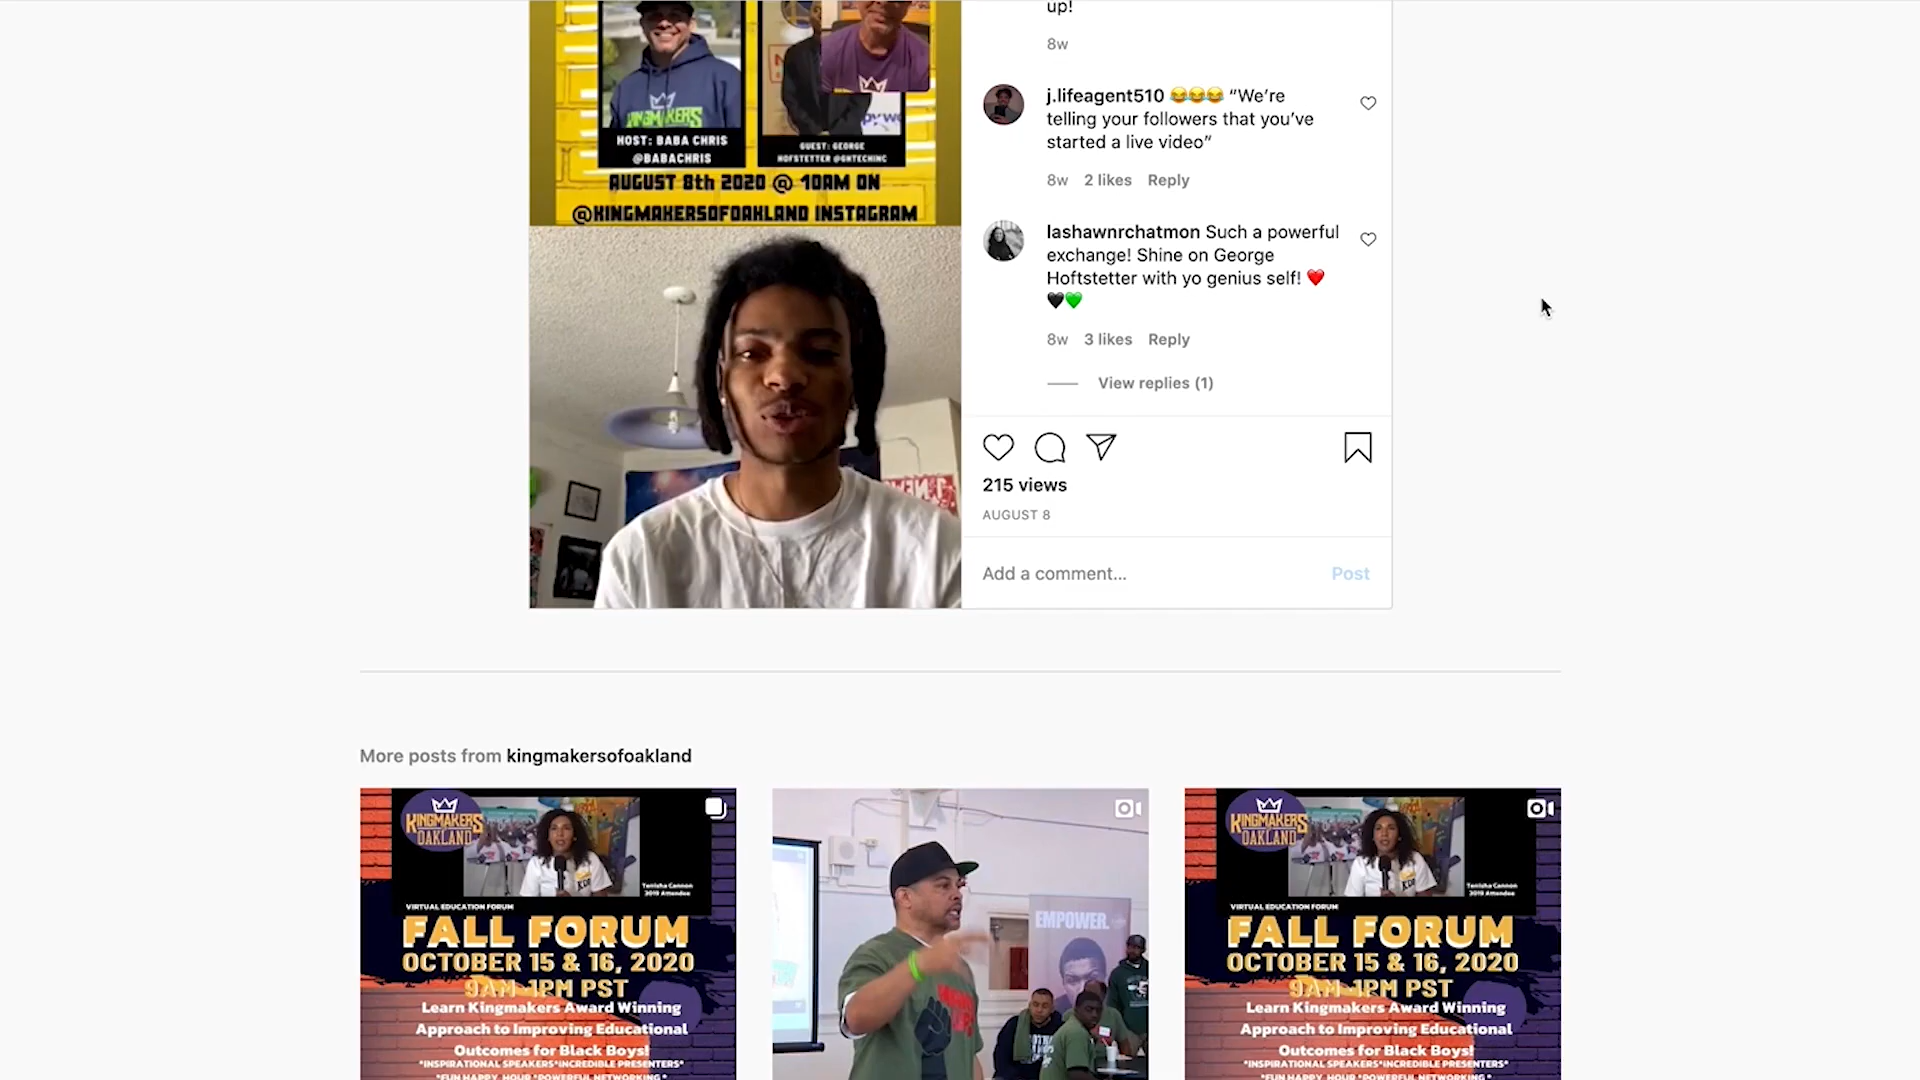 up!
8w
j.lifeagent510 😂😂😂 “We’re
telling your followers that you’ve
started a live video”
8w 2 likes Reply
lashawnrchatmon Such a powerful
exchange! Shine on George
Hoftstetter with yo genius self! ❤️
🖤💚
8w 3 likes Reply
View replies (1)
215 views
AUGUST 8
Add a comment... Post
KINGMAKERS
HOST: BABA CHRIS
@BABACHRIS
GUEST: GEORGE
HOFSTETTER @GHTECHINC
AUGUST 8th 2020 @ 10AM ON
@KINGMAKERSOFOAKLAND INSTAGRAM
More posts from kingmakersofoakland
KINGMAKERS
OAKLAND
Tanisha Cannon
2019 Attendee
VIRTUAL EDUCATION FORUM
FALL FORUM
OCTOBER 15 & 16, 2020
9AM-1PM PST
Learn Kingmakers Award Winning
Approach to Improving Educational
Outcomes for Black Boys!
*INSPIRATIONAL SPEAKERS*INCREDIBLE PRESENTERS*
*FUN HAPPY HOUR *POWERFUL NETWORKING *
EMPOWER.
KINGMAKERS
OAKLAND
Tanisha Cannon
2019 Attendee
VIRTUAL EDUCATION FORUM
FALL FORUM
OCTOBER 15 & 16, 2020
9AM-1PM PST
Learn Kingmakers Award Winning
Approach to Improving Educational
Outcomes for Black Boys!
*INSPIRATIONAL SPEAKERS*INCREDIBLE PRESENTERS*
*FUN HAPPY HOUR *POWERFUL NETWORKING *